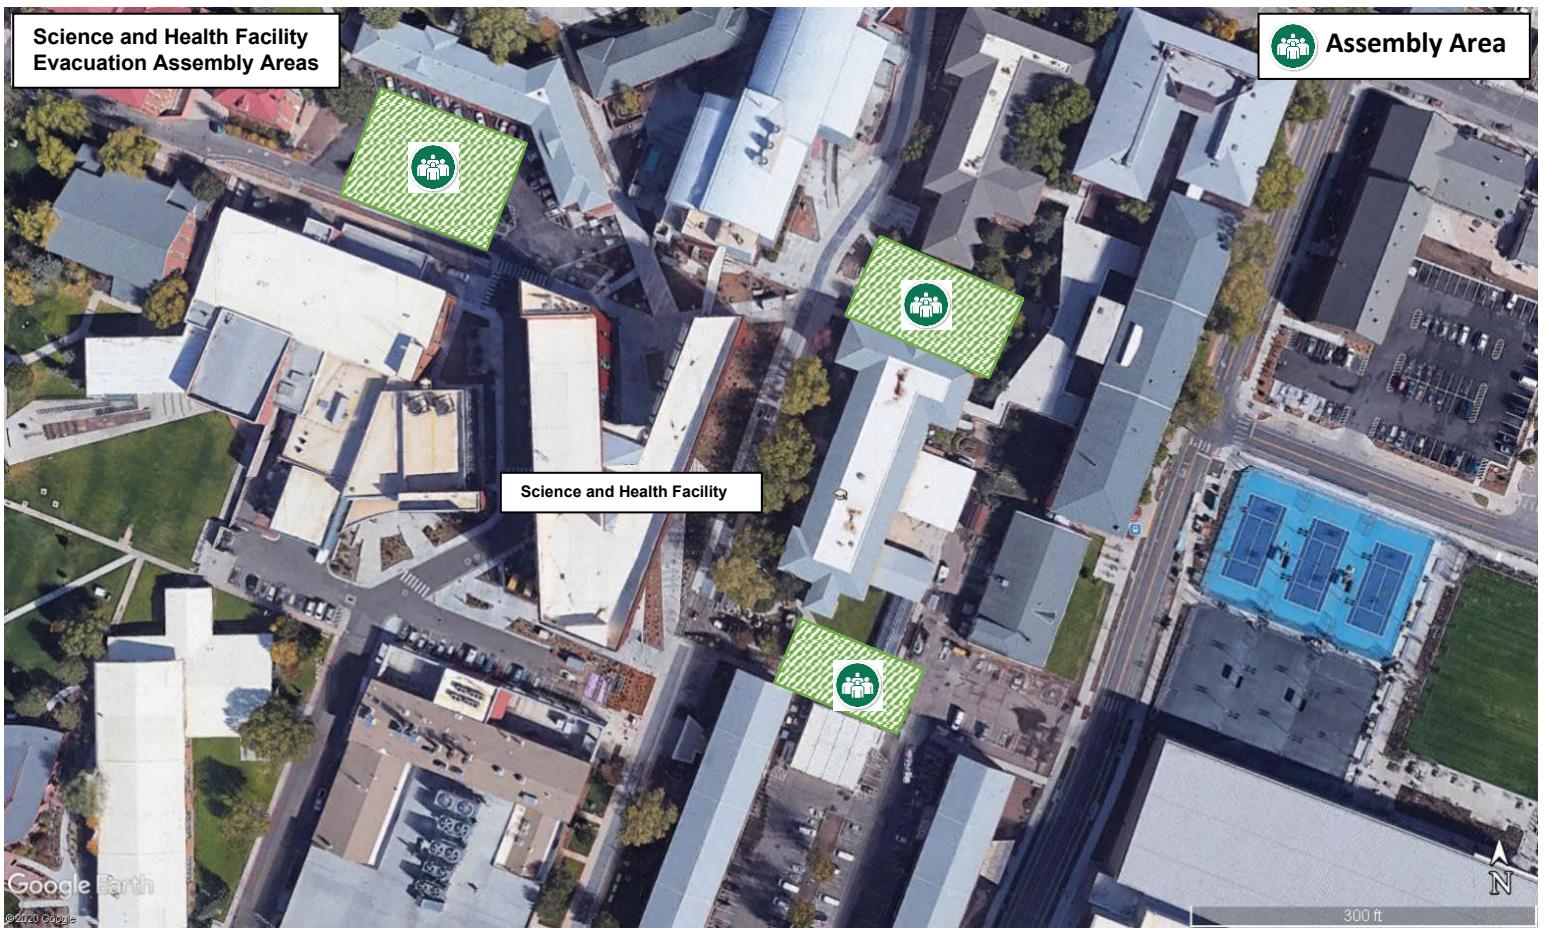 Science and Health Facility
Evacuation Assembly Areas
Assembly Area
Science and Health Facility
Google Earth
©2020 Google
N
300 ft